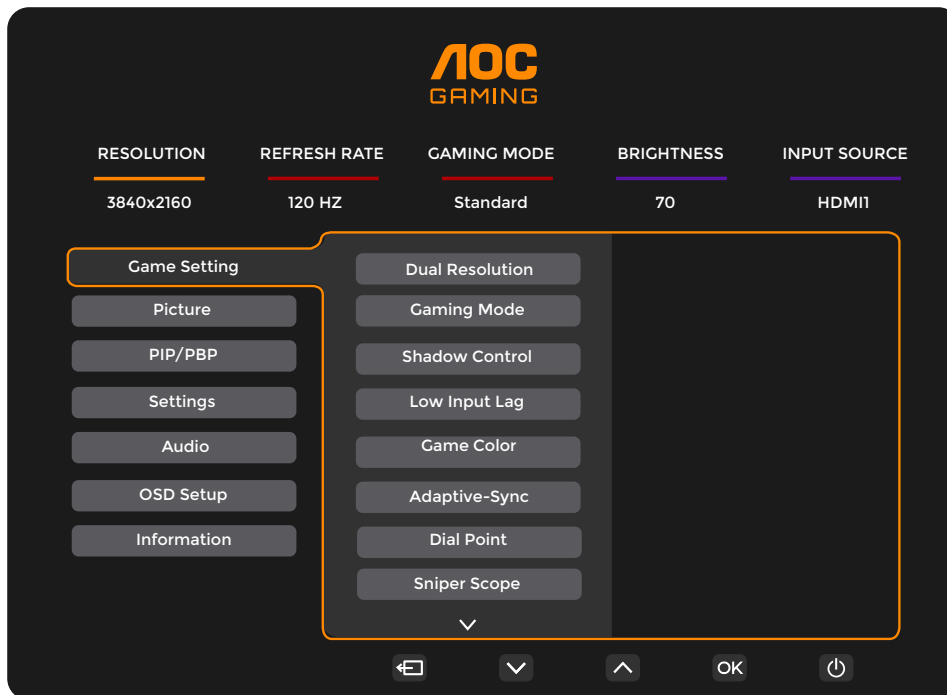 AOC
GAMING
RESOLUTION REFRESH RATE GAMING MODE BRIGHTNESS INPUT SOURCE
3840x2160 120 HZ Standard 70 HDMI1
Game Setting
Picture
PIP/PBP
Settings
Audio
OSD Setup
Information
Dual Resolution
Gaming Mode
Shadow Control
Low Input Lag
Game Color
Adaptive-Sync
Dial Point
Sniper Scope
OK